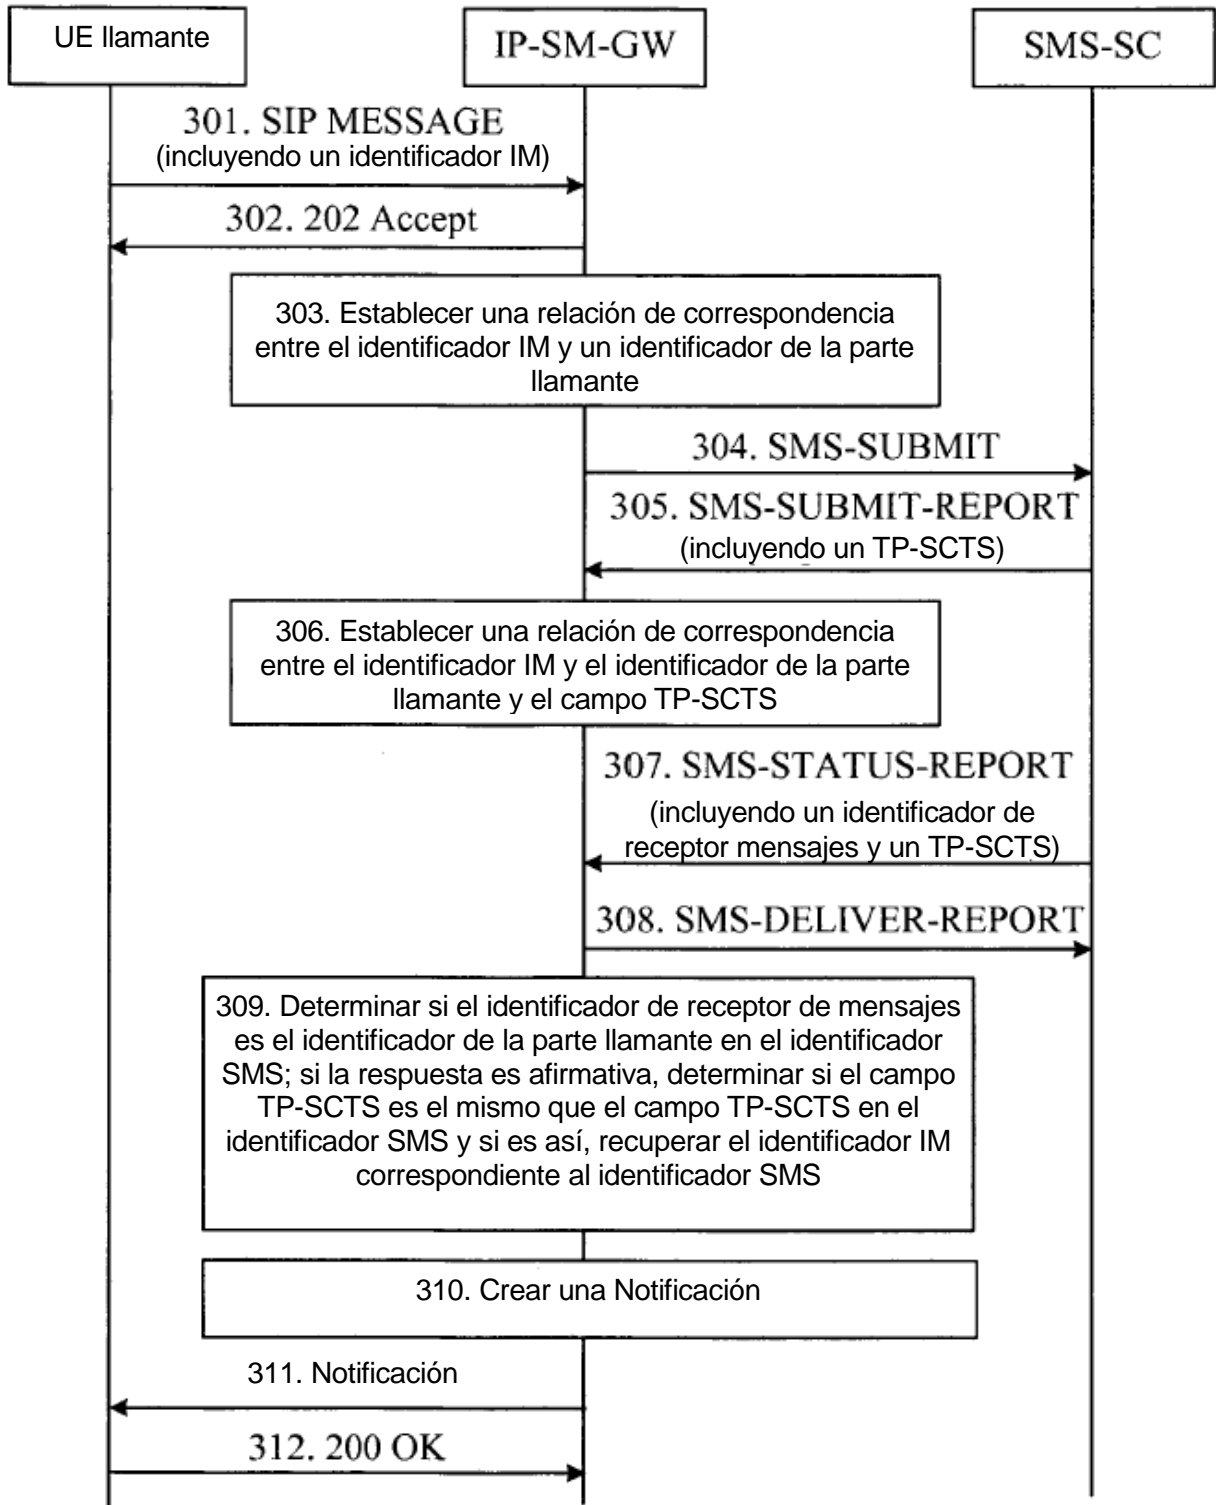 UE llamante
IP-SM-GW
SMS-SC
301. SIP MESSAGE
(incluyendo un identificador IM)
302. 202 Accept
303. Establecer una relación de correspondencia
entre el identificador IM y un identificador de la parte
llamante
304. SMS-SUBMIT
305. SMS-SUBMIT-REPORT
(incluyendo un TP-SCTS)
306. Establecer una relación de correspondencia
entre el identificador IM y el identificador de la parte
llamante y el campo TP-SCTS
307. SMS-STATUS-REPORT
(incluyendo un identificador de
receptor mensajes y un TP-SCTS)
308. SMS-DELIVER-REPORT
309. Determinar si el identificador de receptor de mensajes
es el identificador de la parte llamante en el identificador
SMS; si la respuesta es afirmativa, determinar si el campo
TP-SCTS es el mismo que el campo TP-SCTS en el
identificador SMS y si es así, recuperar el identificador IM
correspondiente al identificador SMS
310. Crear una Notificación
311. Notificación
312. 200 OK